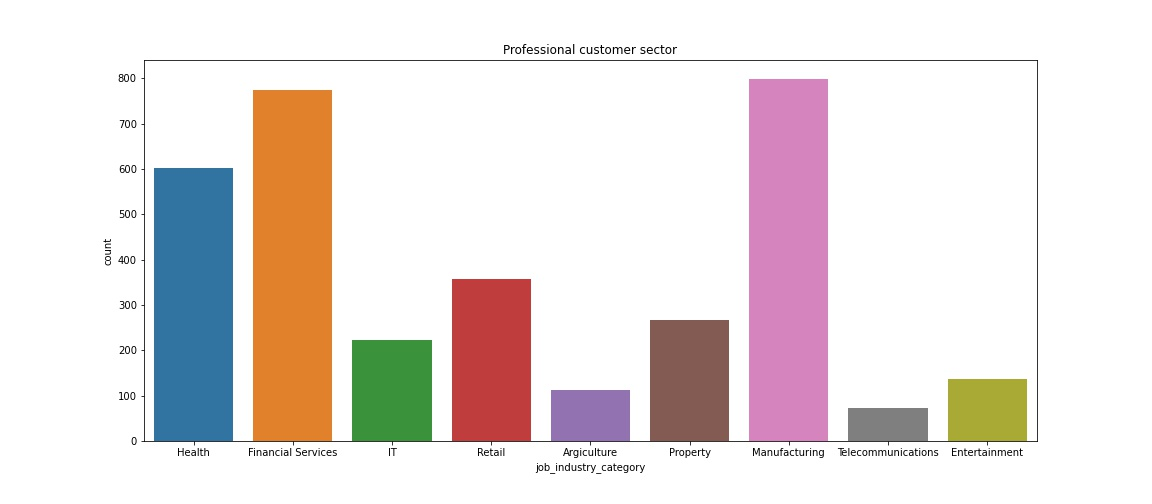 Professional customer sector
800
700
600
500
400
300
200
100
0
count
Health Financial Services IT Retail Argiculture Property Manufacturing Telecommunications Entertainment
job_industry_category